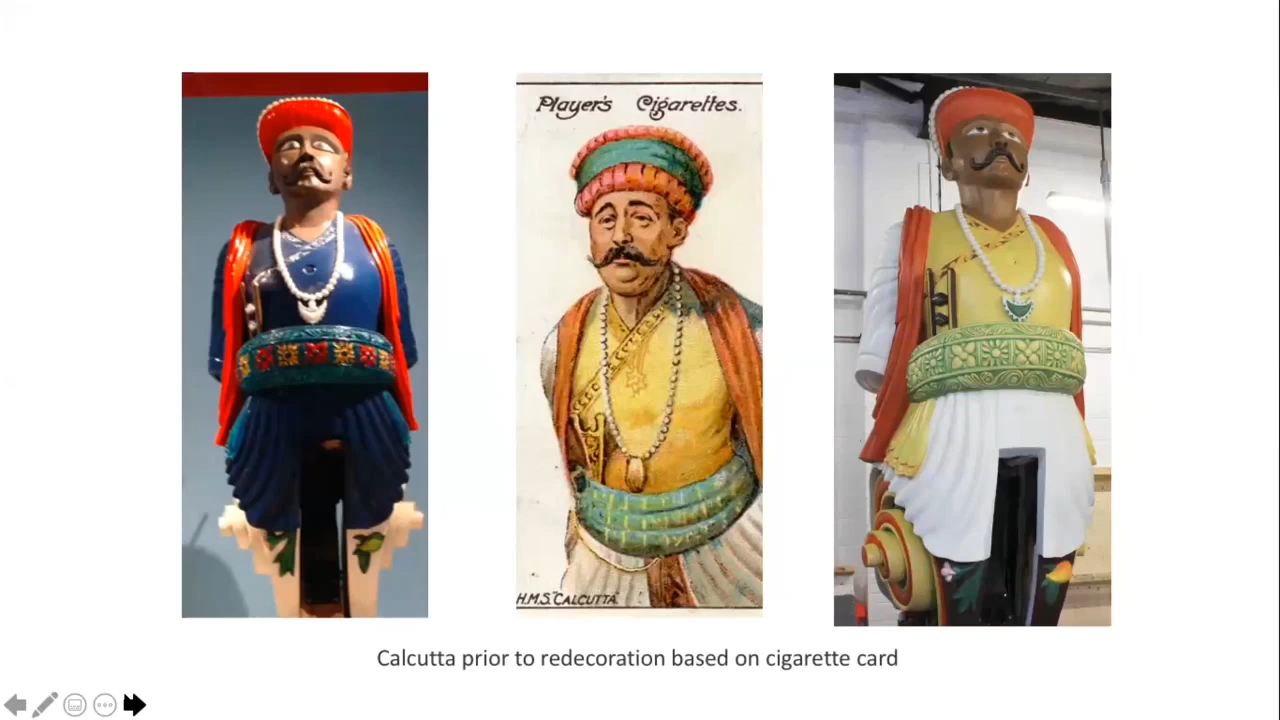 Player's Cigarettes.
H.M.S. "CALCUTTA."
Calcutta prior to redecoration based on cigarette card